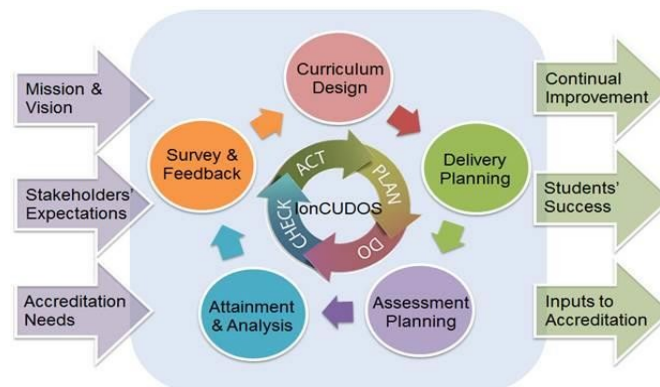 Mission &
Vision
Stakeholders'
Expectations
Accreditation
Needs
Curriculum
Design
Survey &
Feedback
Delivery
Planning
ACT
PLAN
IonCUDOS
CHECK
DO
Attainment
& Analysis
Assessment
Planning
Continual
Improvement
Students'
Success
Inputs to
Accreditation